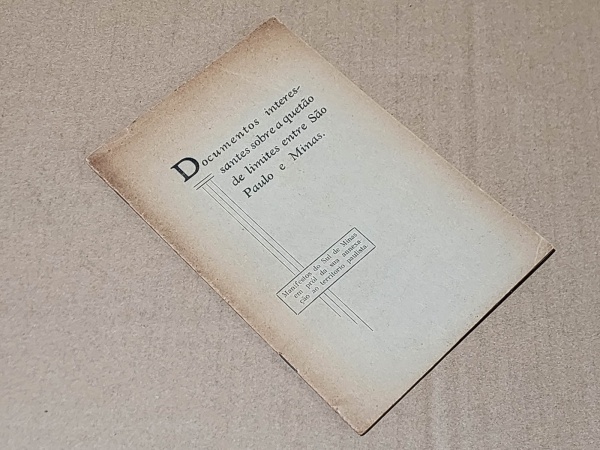 Documentos interes-
santes sobre a quetão
de limites entre São
Paulo e Minas.
Manifestos do Sul de Minas
em prol da sua annexa
ção ao territorio paulista